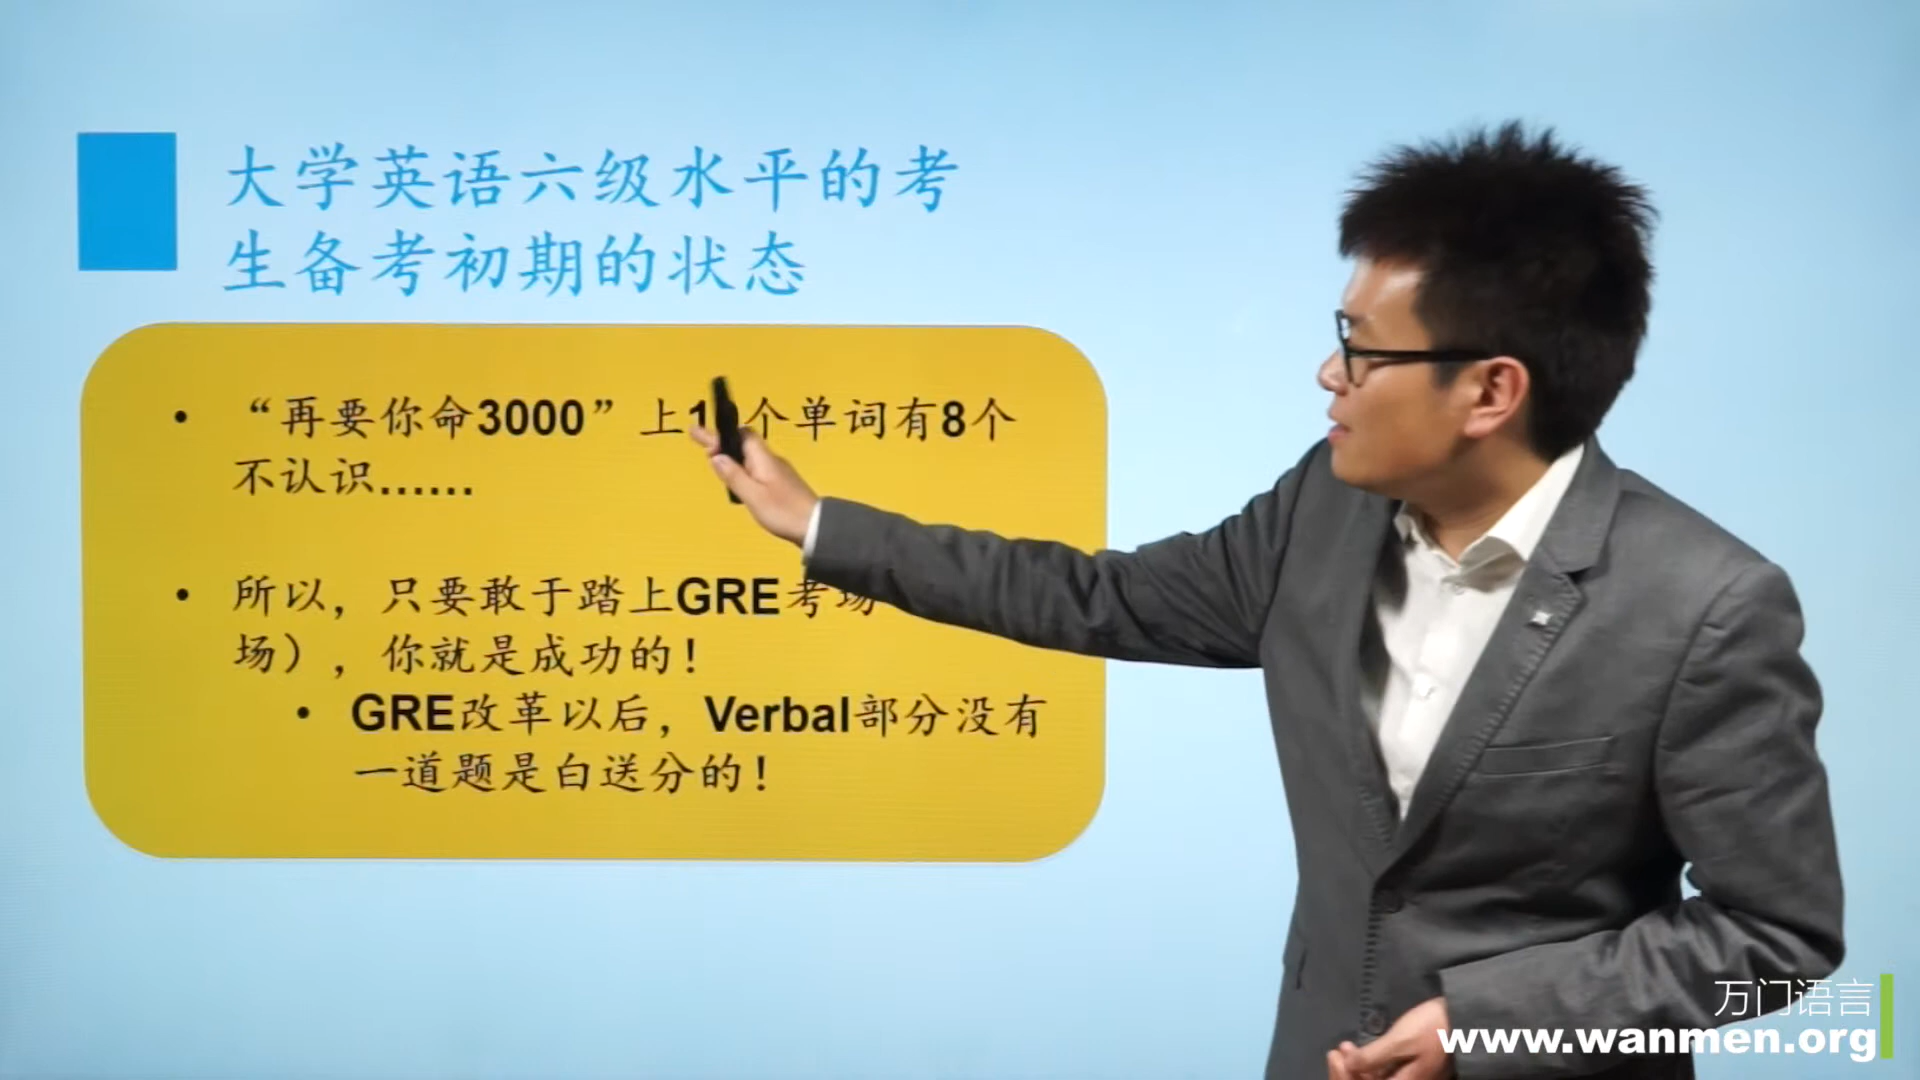 大学英语六级水平的考
生备考初期的状态
“再要你命3000”上1个单词有8个
不认识......
所以，只要敢于踏上GRE考场
场），你就是成功的！
GRE改革以后，Verbal部分没有
一道题是白送分的！
万门语言
www.wanmen.org